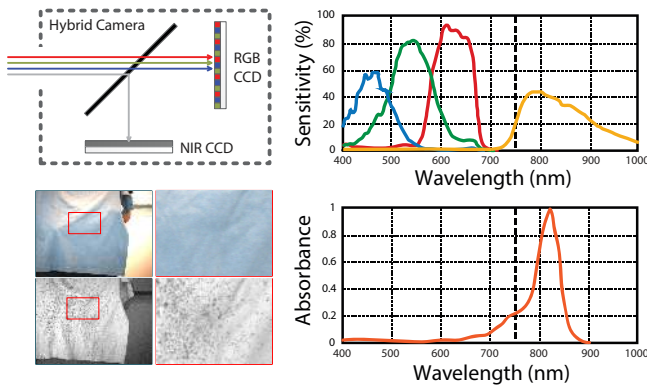 Hybrid Camera
RGB
CCD
NIR CCD
Sensitivity (%)
100
80
60
40
20
0
400 500 600 700 800 900 1000
Wavelength (nm)
Absorbance
1
0.8
0.6
0.4
0.2
0
400 500 600 700 800 900 1000
Wavelength (nm)